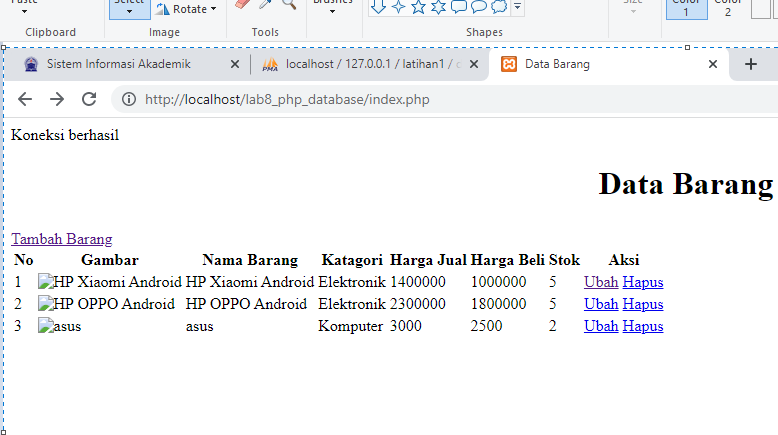 Select
Rotate
Brushes
Size
Color
1
Color
2
Clipboard
Image
Tools
Shapes
Sistem Informasi Akademik
PMA
localhost / 127.0.0.1 / latihan1 /
Data Barang
http://localhost/lab8_php_database/index.php
Koneksi berhasil
Data Barang
Tambah Barang
No Gambar Nama Barang Katagori Harga Jual Harga Beli Stok Aksi
1 HP Xiaomi Android HP Xiaomi Android Elektronik 1400000 1000000 5 Ubah Hapus
2 HP OPPO Android HP OPPO Android Elektronik 2300000 1800000 5 Ubah Hapus
3 asus asus Komputer 3000 2500 2 Ubah Hapus